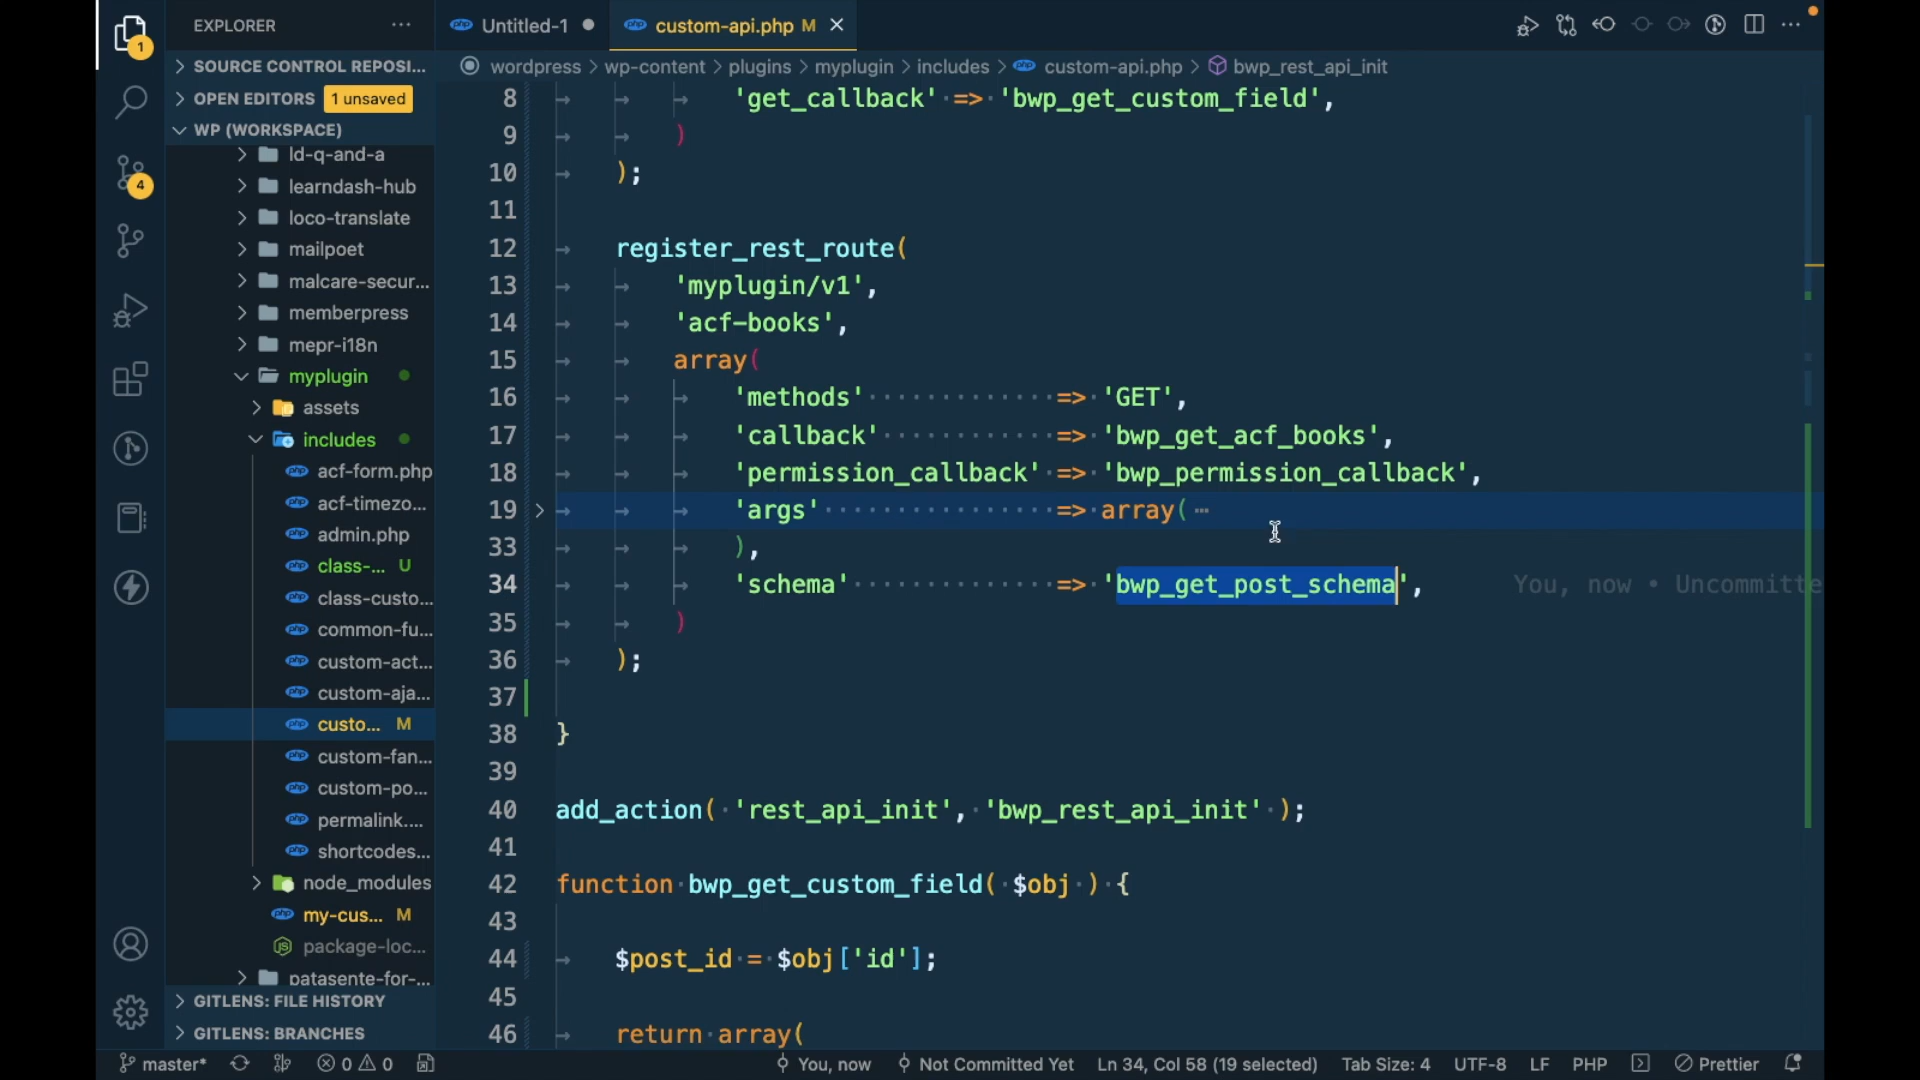 EXPLORER
Untitled-1
custom-api.php M
SOURCE CONTROL REPOSI...
OPEN EDITORS 1 unsaved
WP (WORKSPACE)
ld-q-and-a
learndash-hub
loco-translate
mailpoet
malcare-secur...
memberpress
mepr-i18n
myplugin
assets
includes
acf-form.php
acf-timezo...
admin.php
class-... U
class-custo...
common-fu...
custom-act...
custom-aja...
custo... M
custom-fan...
custom-po...
permalink....
shortcodes...
node_modules
my-cus... M
package-loc...
patasente-for-...
GITLENS: FILE HISTORY
GITLENS: BRANCHES
1
4
wordpress > wp-content > plugins > myplugin > includes > custom-api.php > bwp_rest_api_init
8 'get_callback' => 'bwp_get_custom_field',
9 )
10 );
11
12 register_rest_route(
13 'myplugin/v1',
14 'acf-books',
15 array(
16 'methods' => 'GET',
17 'callback' => 'bwp_get_acf_books',
18 'permission_callback' => 'bwp_permission_callback',
19 'args' => array( ⋯
33 ),
34 'schema' => 'bwp_get_post_schema', You, now • Uncommitte
35 )
36 );
37
38 }
39
40 add_action( 'rest_api_init', 'bwp_rest_api_init' );
41
42 function bwp_get_custom_field( $obj ) {
43
44 $post_id = $obj['id'];
45
46 return array(
master* 0 0 You, now Not Committed Yet Ln 34, Col 58 (19 selected) Tab Size: 4 UTF-8 LF PHP Prettier